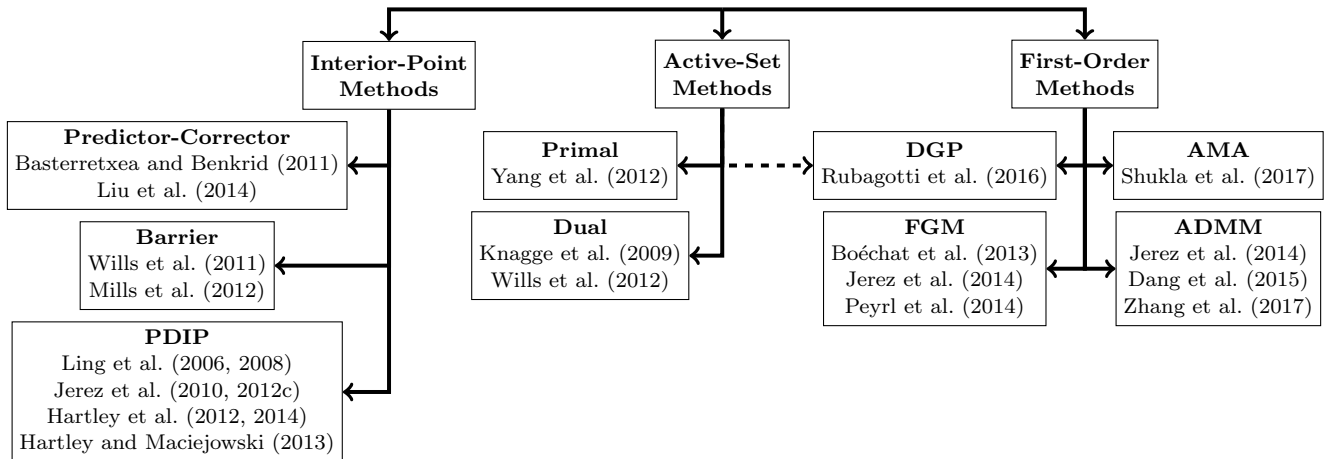 Interior-Point
Methods
Active-Set
Methods
First-Order
Methods
Predictor-Corrector
Basterretxea and Benkrid (2011)
Liu et al. (2014)
Barrier
Wills et al. (2011)
Mills et al. (2012)
PDIP
Ling et al. (2006, 2008)
Jerez et al. (2010, 2012c)
Hartley et al. (2012, 2014)
Hartley and Maciejowski (2013)
Primal
Yang et al. (2012)
Dual
Knagge et al. (2009)
Wills et al. (2012)
DGP
Rubagotti et al. (2016)
FGM
Boéchat et al. (2013)
Jerez et al. (2014)
Peyrl et al. (2014)
AMA
Shukla et al. (2017)
ADMM
Jerez et al. (2014)
Dang et al. (2015)
Zhang et al. (2017)